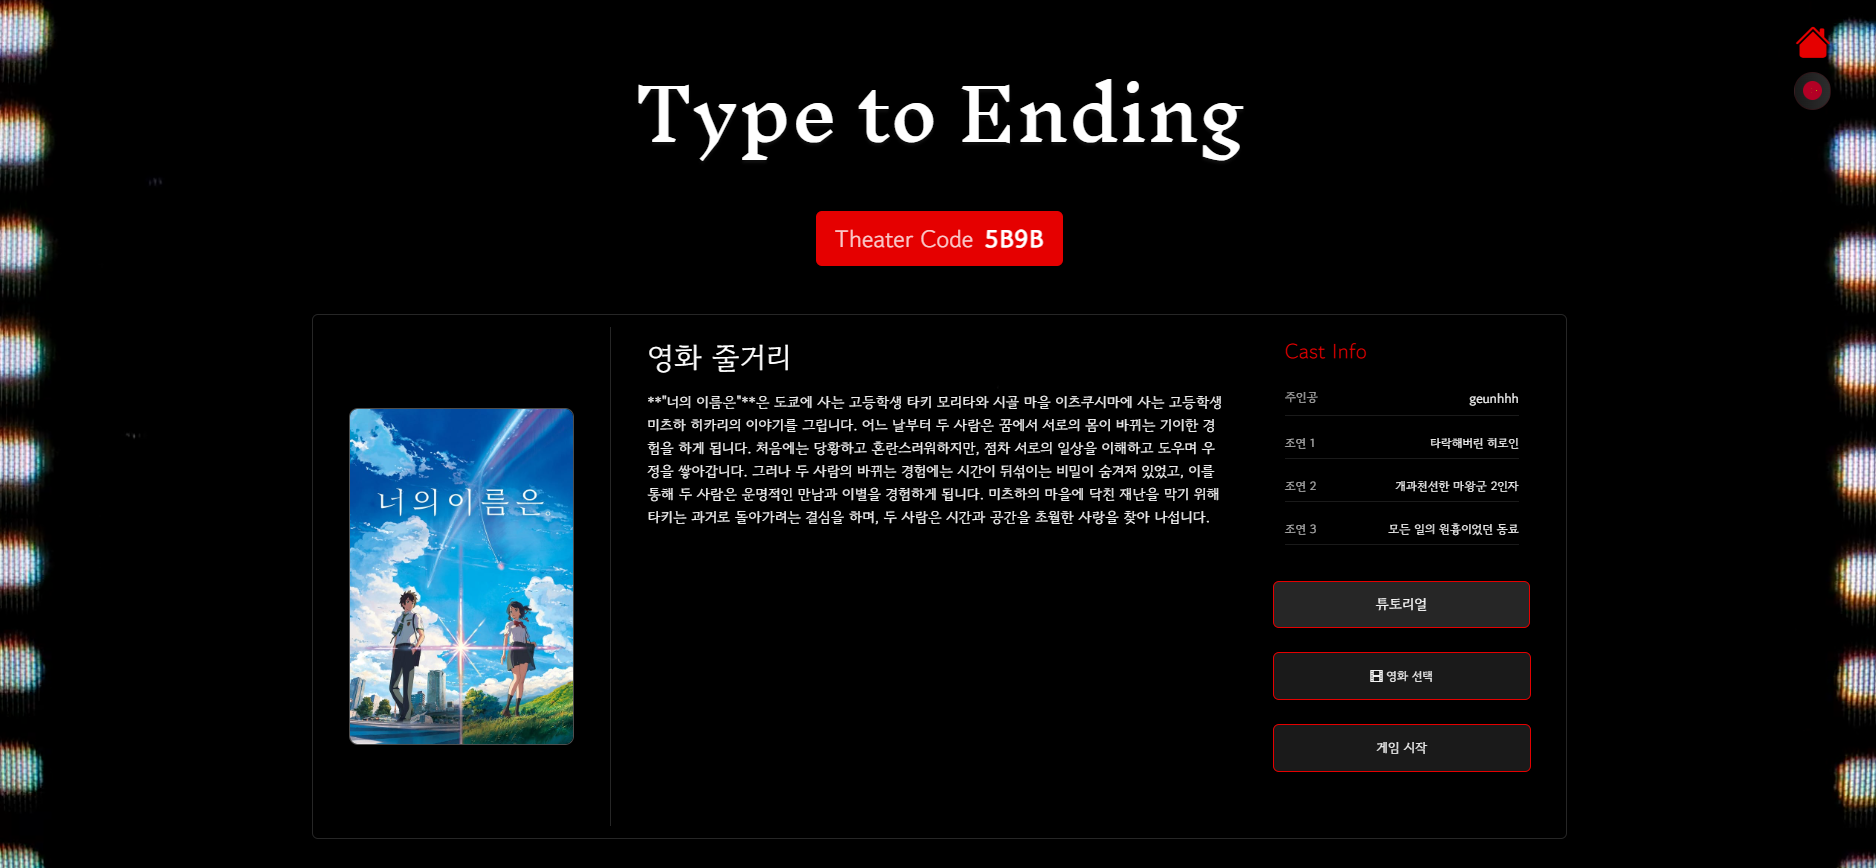 Type to Ending
Theater Code 5B9B
너의 이름은.
영화 줄거리
**"너의 이름은"**은 도쿄에 사는 고등학생 타키 모리타와 시골 마을 이츠쿠시마에 사는 고등학생
미츠하 히카리의 이야기를 그립니다. 어느 날부터 두 사람은 꿈에서 서로의 몸이 바뀌는 기이한 경
험을 하게 됩니다. 처음에는 당황하고 혼란스러워하지만, 점차 서로의 일상을 이해하고 도우며 우
정을 쌓아갑니다. 그러나 두 사람의 바뀌는 경험에는 시간이 뒤섞이는 비밀이 숨겨져 있었고, 이를
통해 두 사람은 운명적인 만남과 이별을 경험하게 됩니다. 미츠하의 마을에 닥친 재난을 막기 위해
타키는 과거로 돌아가려는 결심을 하며, 두 사람은 시간과 공간을 초월한 사랑을 찾아 나섭니다.
Cast Info
주인공 geunhhh
조연 1 타락해버린 히로인
조연 2 개과천선한 마왕군 2인자
조연 3 모든 일의 원흉이었던 동료
튜토리얼
영화 선택
게임 시작